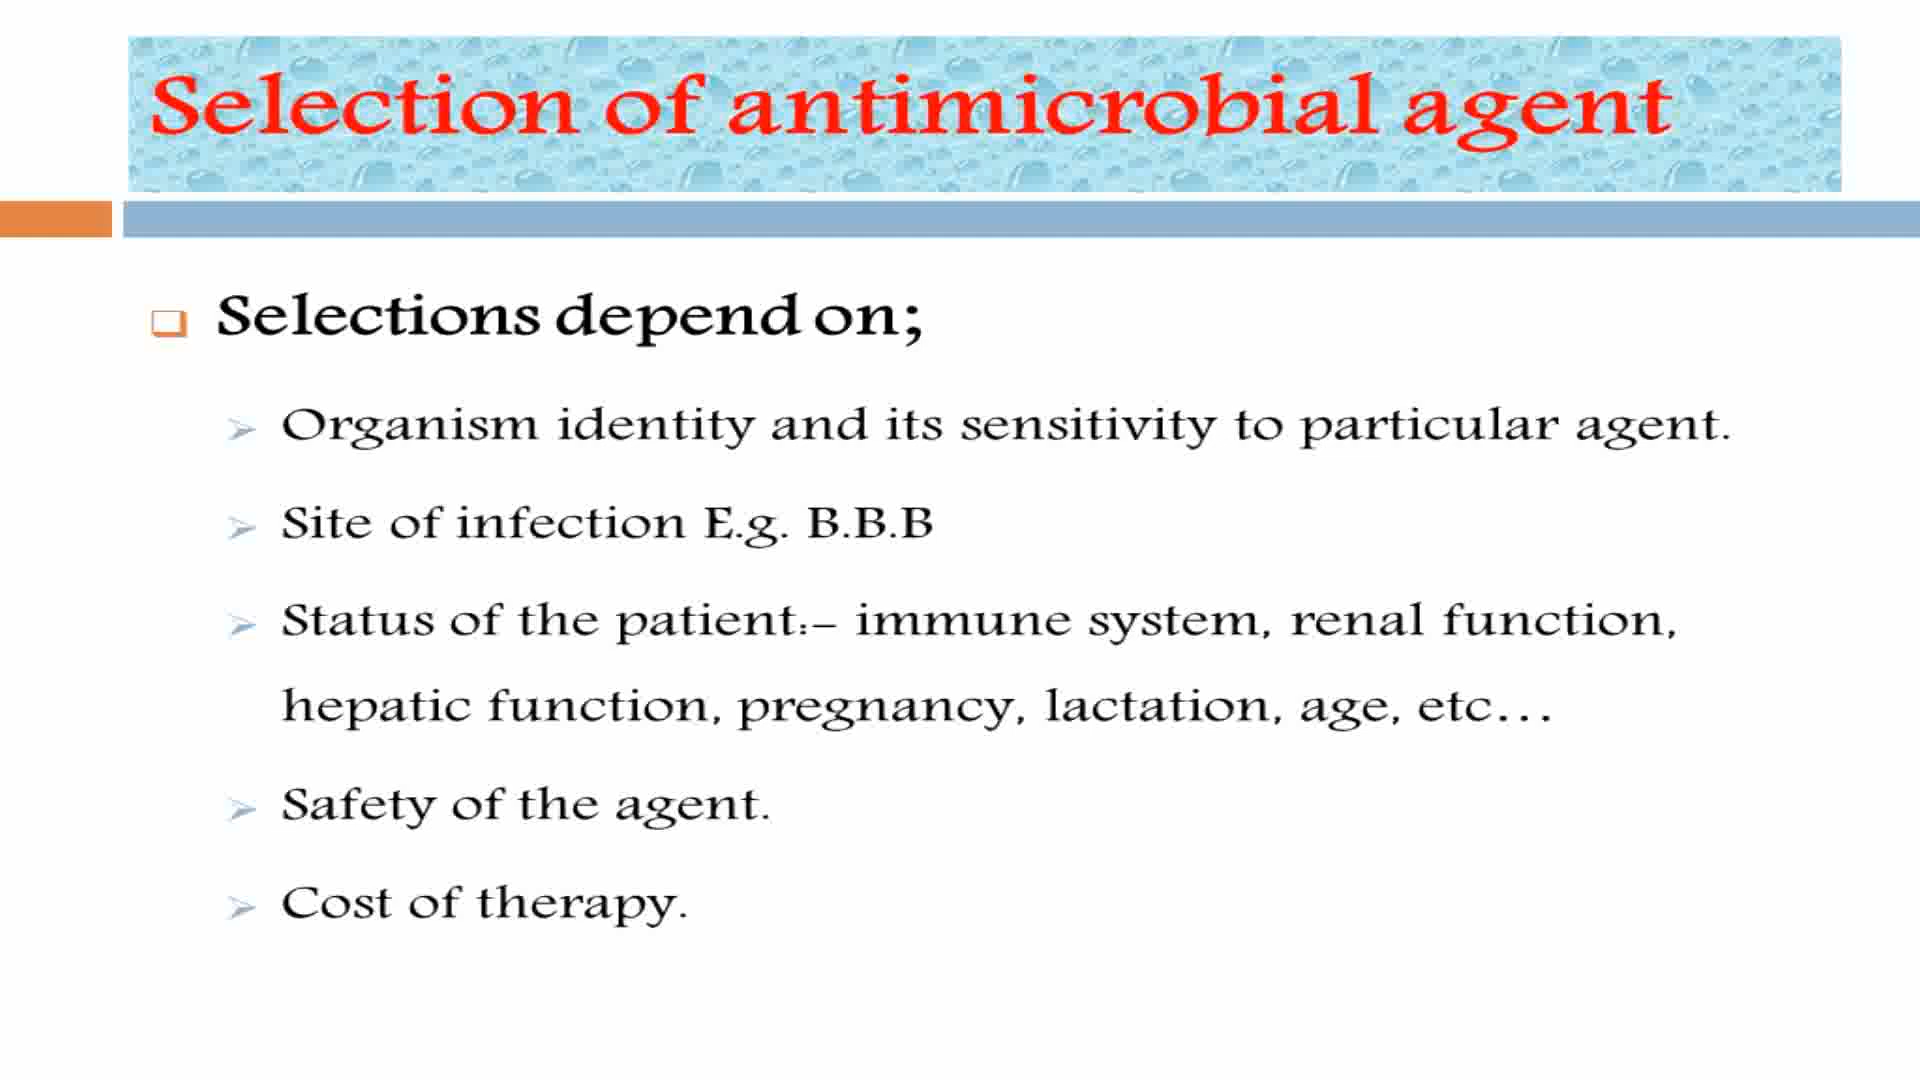 Selection of antimicrobial agent
Selections depend on;
Organism identity and its sensitivity to particular agent.
Site of infection E.g. B.B.B
Status of the patient:– immune system, renal function,
hepatic function, pregnancy, lactation, age, etc…
Safety of the agent.
Cost of therapy.